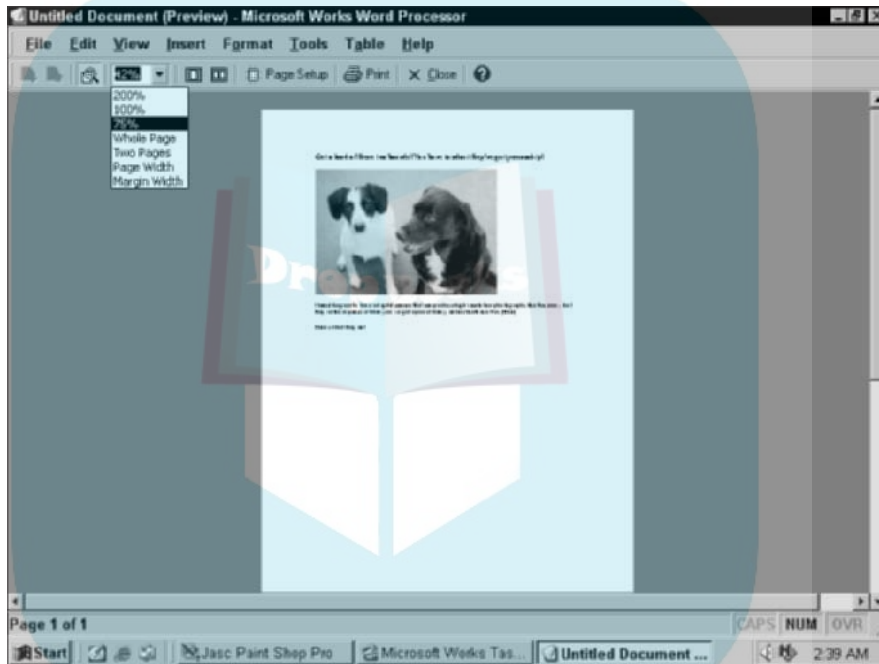 Untitled Document (Preview) - Microsoft Works Word Processor
File Edit View Insert Format Tools Table Help
42% Page Setup Print Close
200%
100%
75%
Whole Page
Two Pages
Page Width
Margin Width
Page 1 of 1 CAPS NUM OVR
Start Jasc Paint Shop Pro Microsoft Works Tas... Untitled Document ... 2:39 AM